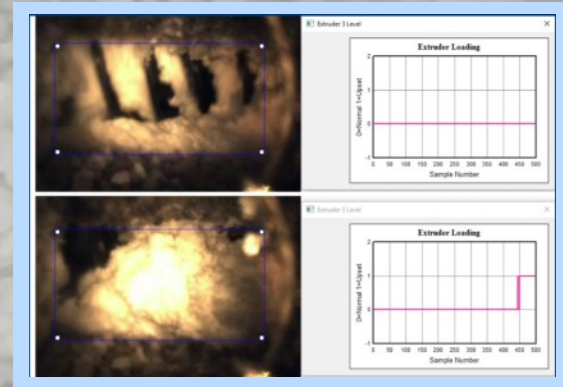 Extruder 3 Level
Extruder Loading
2
1
0
-1
0=Normal 1=Upset
0 50 100 150 200 250 300 350 400 450 500
Sample Number
Extruder 3 Level
Extruder Loading
2
1
0
-1
0=Normal 1=Upset
0 50 100 150 200 250 300 350 400 450 500
Sample Number